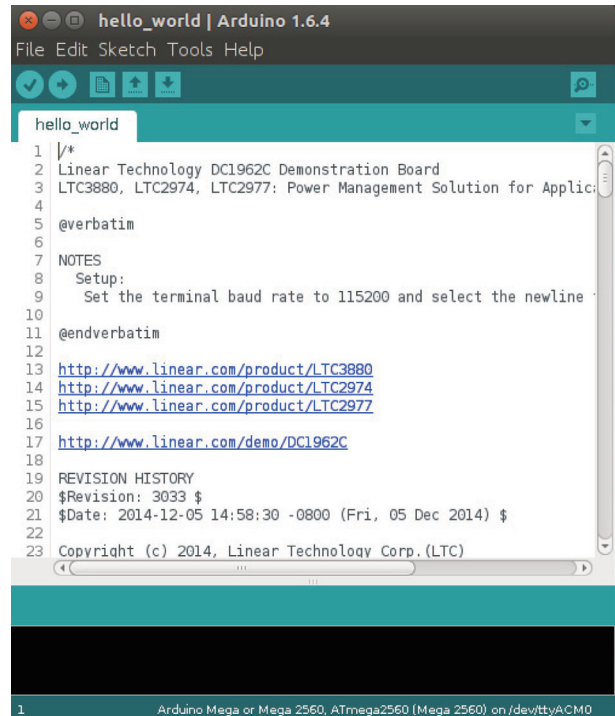 hello_world | Arduino 1.6.4
File Edit Sketch Tools Help
hello_world
1 /*
2 Linear Technology DC1962C Demonstration Board
3 LTC3880, LTC2974, LTC2977: Power Management Solution for Applic
4
5 @verbatim
6
7 NOTES
8 Setup:
9 Set the terminal baud rate to 115200 and select the newline
10
11 @endverbatim
12
13 http://www.linear.com/product/LTC3880
14 http://www.linear.com/product/LTC2974
15 http://www.linear.com/product/LTC2977
16
17 http://www.linear.com/demo/DC1962C
18
19 REVISION HISTORY
20 $Revision: 3033 $
21 $Date: 2014-12-05 14:58:30 -0800 (Fri, 05 Dec 2014) $
22
23 Copyright (c) 2014, Linear Technology Corp.(LTC)
1 Arduino Mega or Mega 2560, ATmega2560 (Mega 2560) on /dev/ttyACM0